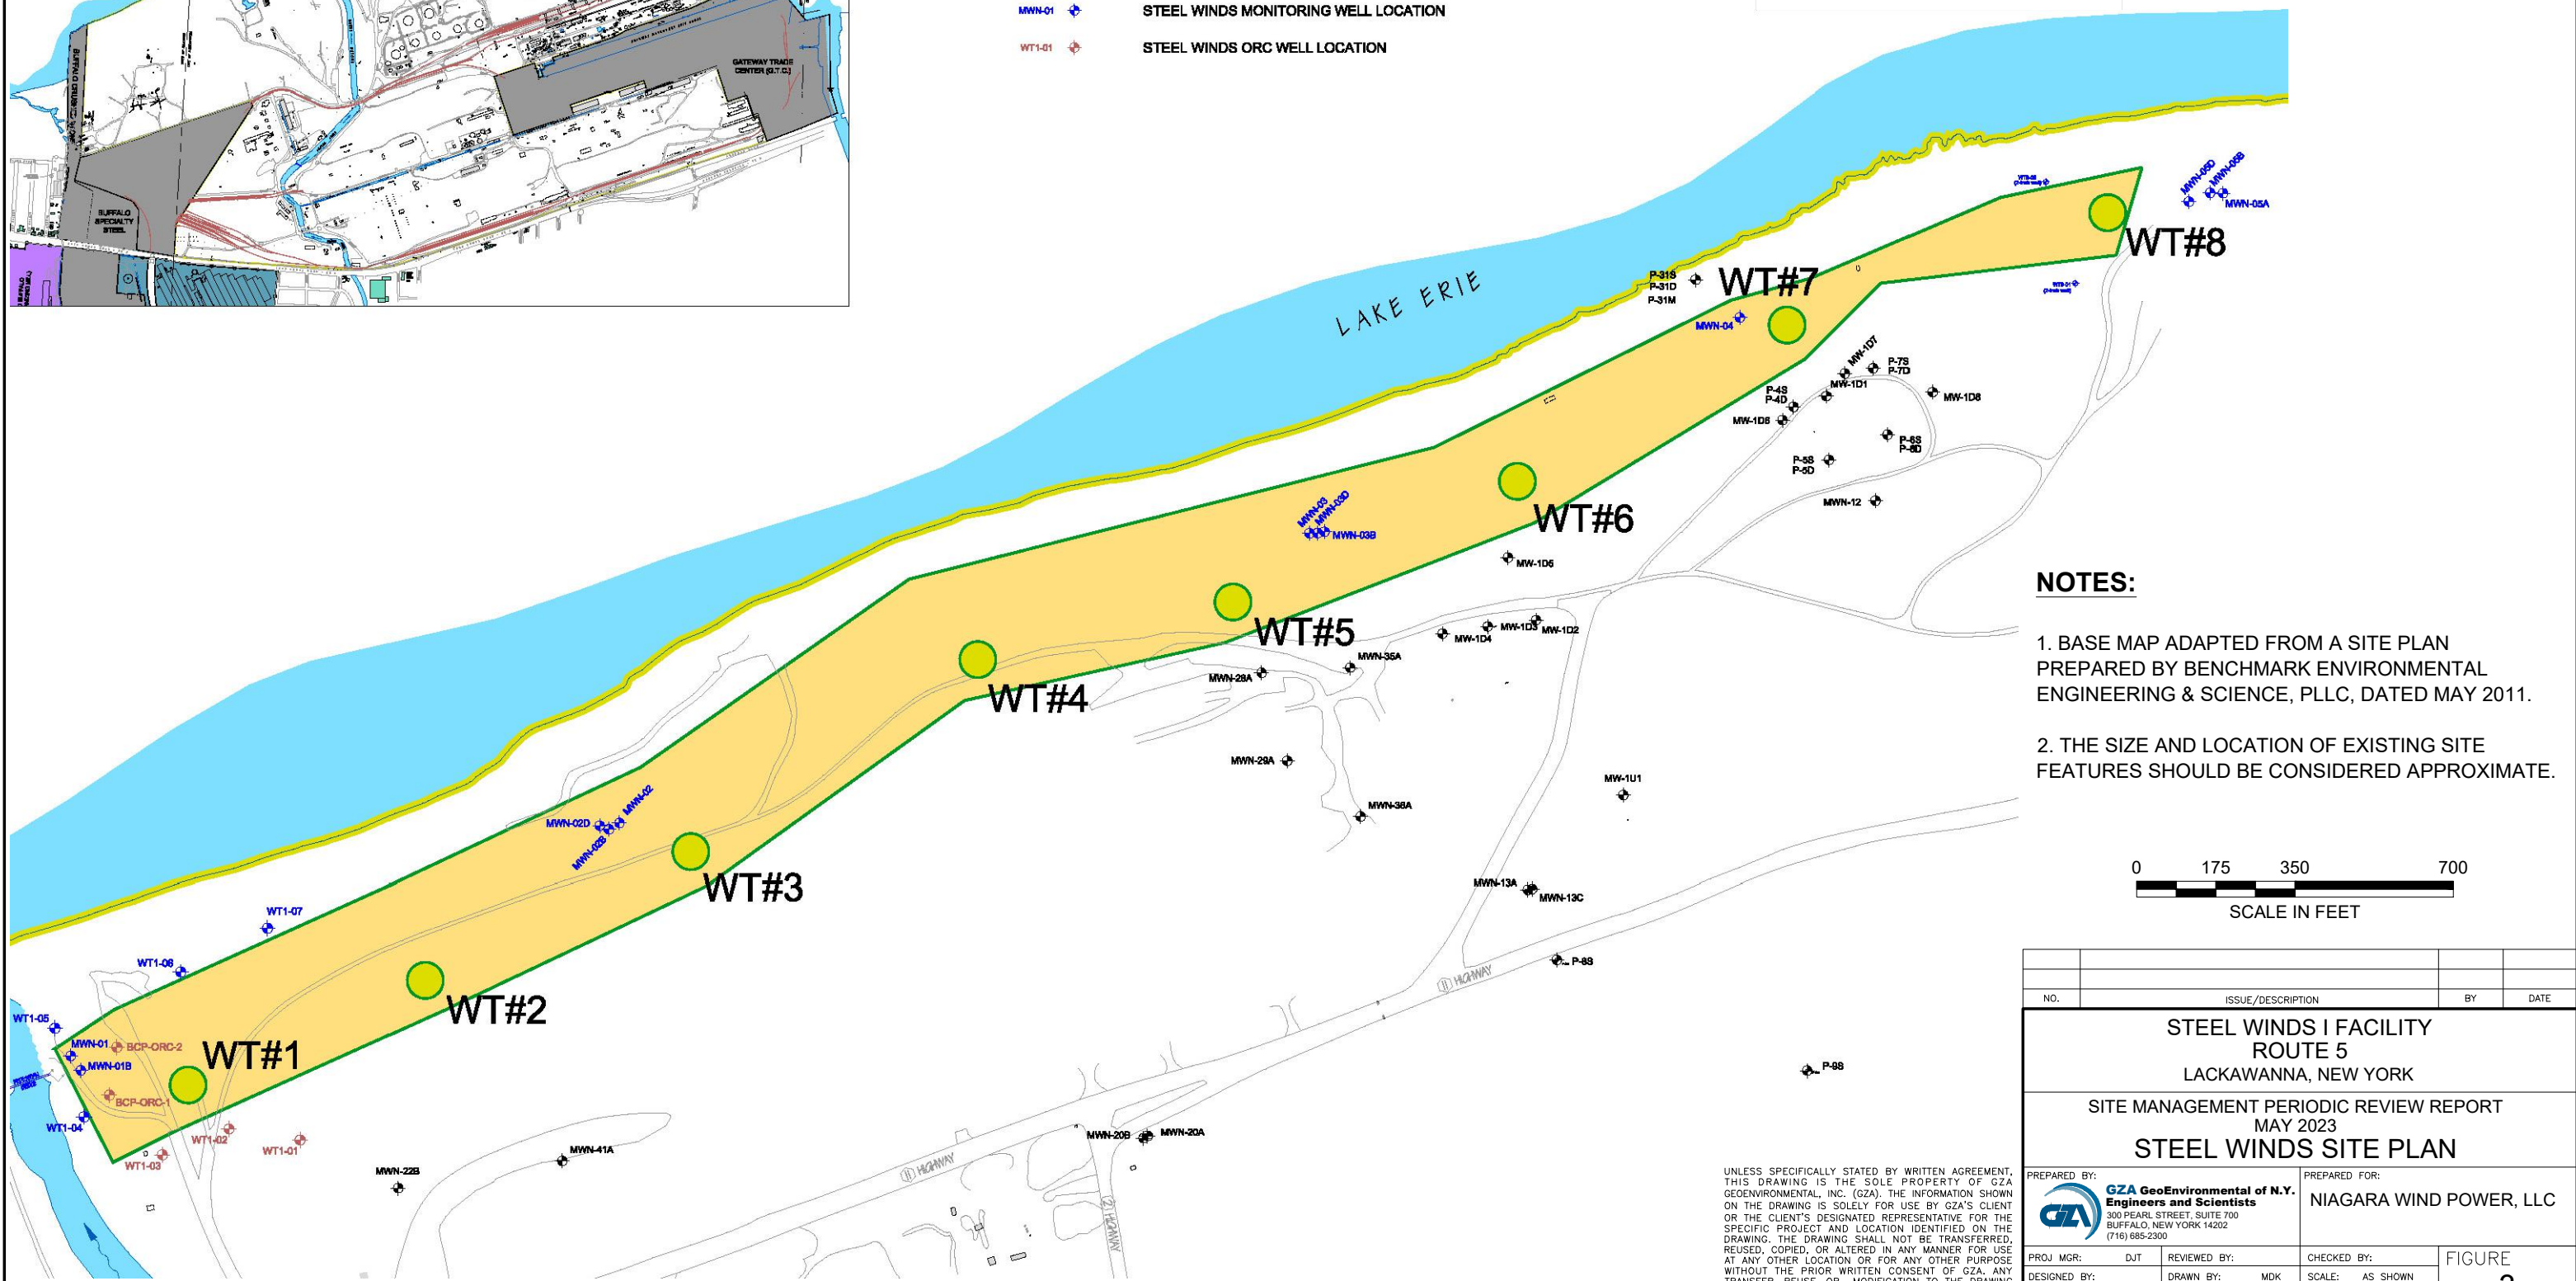 MWN-01
STEEL WINDS MONITORING WELL LOCATION
WT1-01
STEEL WINDS ORC WELL LOCATION
GATEWAY TRADE
CENTER (G.T.C.)
BUFFALO
SPECIALTY
STEEL
LAKE ERIE
MWN-05D
MWN-05B
MWN-05A
WT#8
P-31S
P-31D
P-31M
WT#7
MWN-04
MW-1D7
P-7S
P-7D
MW-1D1
P-4S
P-4D
MW-1D8
P-5S
P-5D
MWN-12
MWN-03
MWN-03D
MWN-03B
WT#6
WT#5
MW-1D4
MW-1D3
MW-1D2
MWN-35A
MWN-28A
WT#4
MWN-29A
MW-1U1
MWN-02
MWN-02D
MWN-02B
WT#3
MWN-13A
MWN-13C
WT1-07
WT1-06
HIGHWAY
WT#2
WT1-05
MWN-01
MWN-01B
BCP-ORC-2
WT#1
BCP-ORC-1
WT1-04
WT1-02
WT1-01
WT1-03
MWN-22B
MWN-41A
MWN-20B
MWN-20A
P-9S
HIGHWAY
HIGHWAY
NOTES:
1. BASE MAP ADAPTED FROM A SITE PLAN
PREPARED BY BENCHMARK ENVIRONMENTAL
ENGINEERING & SCIENCE, PLLC, DATED MAY 2011.
2. THE SIZE AND LOCATION OF EXISTING SITE
FEATURES SHOULD BE CONSIDERED APPROXIMATE.
0 175 350 700
SCALE IN FEET
NO. ISSUE/DESCRIPTION BY DATE
STEEL WINDS I FACILITY
ROUTE 5
LACKAWANNA, NEW YORK
SITE MANAGEMENT PERIODIC REVIEW REPORT
MAY 2023
STEEL WINDS SITE PLAN
UNLESS SPECIFICALLY STATED BY WRITTEN AGREEMENT,
THIS DRAWING IS THE SOLE PROPERTY OF GZA
GEOENVIRONMENTAL, INC. (GZA). THE INFORMATION SHOWN
ON THE DRAWING IS SOLELY FOR USE BY GZA'S CLIENT
OR THE CLIENT'S DESIGNATED REPRESENTATIVE FOR THE
SPECIFIC PROJECT AND LOCATION IDENTIFIED ON THE
DRAWING. THE DRAWING SHALL NOT BE TRANSFERRED,
REUSED, COPIED, OR ALTERED IN ANY MANNER FOR USE
AT ANY OTHER LOCATION OR FOR ANY OTHER PURPOSE
WITHOUT THE PRIOR WRITTEN CONSENT OF GZA. ANY
PREPARED BY:
GZA GeoEnvironmental of N.Y.
Engineers and Scientists
300 PEARL STREET, SUITE 700
BUFFALO, NEW YORK 14202
(716) 685-2300
GZA
PREPARED FOR:
NIAGARA WIND POWER, LLC
PROJ MGR: DJT REVIEWED BY: CHECKED BY: FIGURE
DESIGNED BY: DRAWN BY: MDK SCALE: AS SHOWN